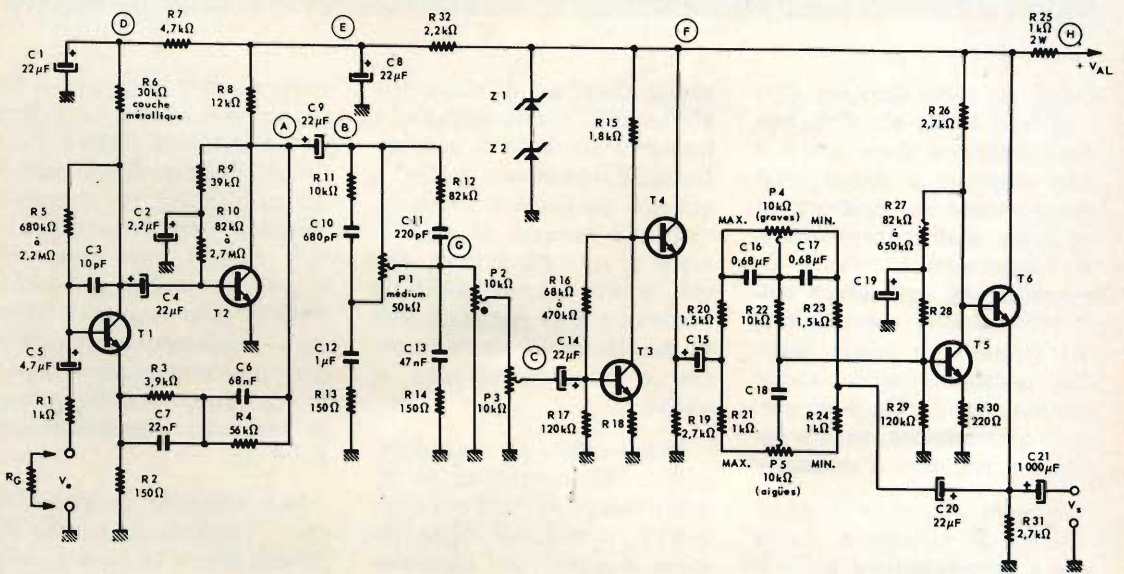 D
R7
4,7kΩ
C1
22µF
R6
30kΩ
couche
métallique
R8
12kΩ
E
C8
22µF
R32
2,2kΩ
Z1
Z2
F
R15
1,8kΩ
R25
1kΩ
2W
H
+ VAL
R26
2,7kΩ
A
C9
22µF
B
R5
680kΩ
à
2,2MΩ
C3
10pF
C2
2,2µF
R9
39kΩ
R10
82kΩ
à
2,7MΩ
C4
22µF
T1
T2
R11
10kΩ
C10
680pF
P1
médium
50kΩ
R12
82kΩ
C11
220pF
G
P2
10kΩ
T4
P4
10kΩ
(graves)
MAX.
MIN.
C16
0,68µF
C17
0,68µF
R27
82kΩ
à
650kΩ
C19
R28
T6
T5
C5
4,7µF
R1
1kΩ
RG
Ve
R3
3,9kΩ
C6
68nF
C7
22nF
R4
56kΩ
R2
150Ω
C12
1µF
R13
150Ω
C13
47nF
R14
150Ω
P3
10kΩ
C
C14
22µF
R16
68kΩ
à
470kΩ
T3
R17
120kΩ
R18
C15
R19
2,7kΩ
R20
1,5kΩ
R22
10kΩ
R23
1,5kΩ
C18
R21
1kΩ
R24
1kΩ
MAX.
MIN.
P5
10kΩ
(aigües)
R29
120kΩ
R30
220Ω
C20
22µF
C21
1000µF
R31
2,7kΩ
Vs